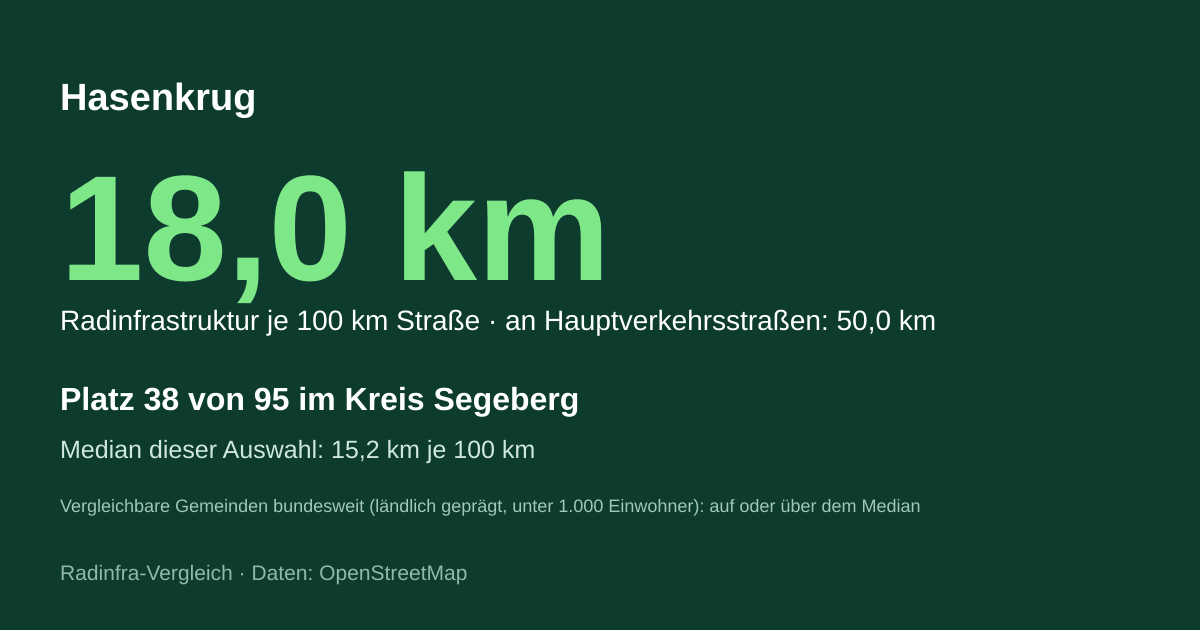 Hasenkrug
18,0 km
Radinfrastruktur je 100 km Straße · an Hauptverkehrsstraßen: 50,0 km
Platz 38 von 95 im Kreis Segeberg
Median dieser Auswahl: 15,2 km je 100 km
Vergleichbare Gemeinden bundesweit (ländlich geprägt, unter 1.000 Einwohner): auf oder über dem Median
Radinfra-Vergleich · Daten: OpenStreetMap